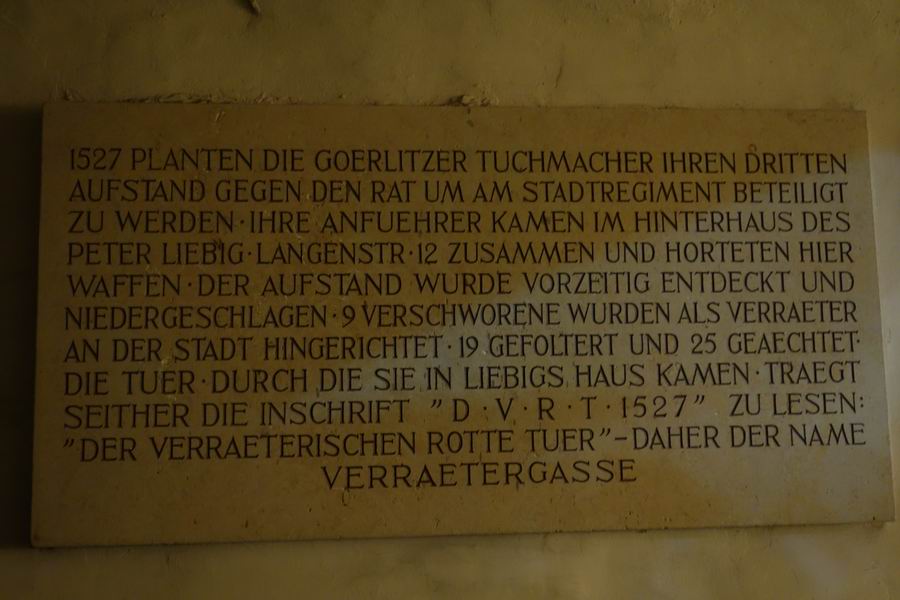 1527 PLANTEN DIE GOERLITZER TUCHMACHER IHREN DRITTEN
AUFSTAND GEGEN DEN RAT UM AM STADTREGIMENT BETEILIGT
ZU WERDEN · IHRE ANFUEHRER KAMEN IM HINTERHAUS DES
PETER LIEBIG · LANGENSTR · 12 ZUSAMMEN UND HORTETEN HIER
WAFFEN · DER AUFSTAND WURDE VORZEITIG ENTDECKT UND
NIEDERGESCHLAGEN · 9 VERSCHWORENE WURDEN ALS VERRAETER
AN DER STADT HINGERICHTET · 19 GEFOLTERT UND 25 GEAECHTET ·
DIE TUER · DURCH DIE SIE IN LIEBIGS HAUS KAMEN · TRAEGT
SEITHER DIE INSCHRIFT "D · V · R · T · 1527" ZU LESEN:
"DER VERRAETERISCHEN ROTTE TUER" – DAHER DER NAME
VERRAETERGASSE